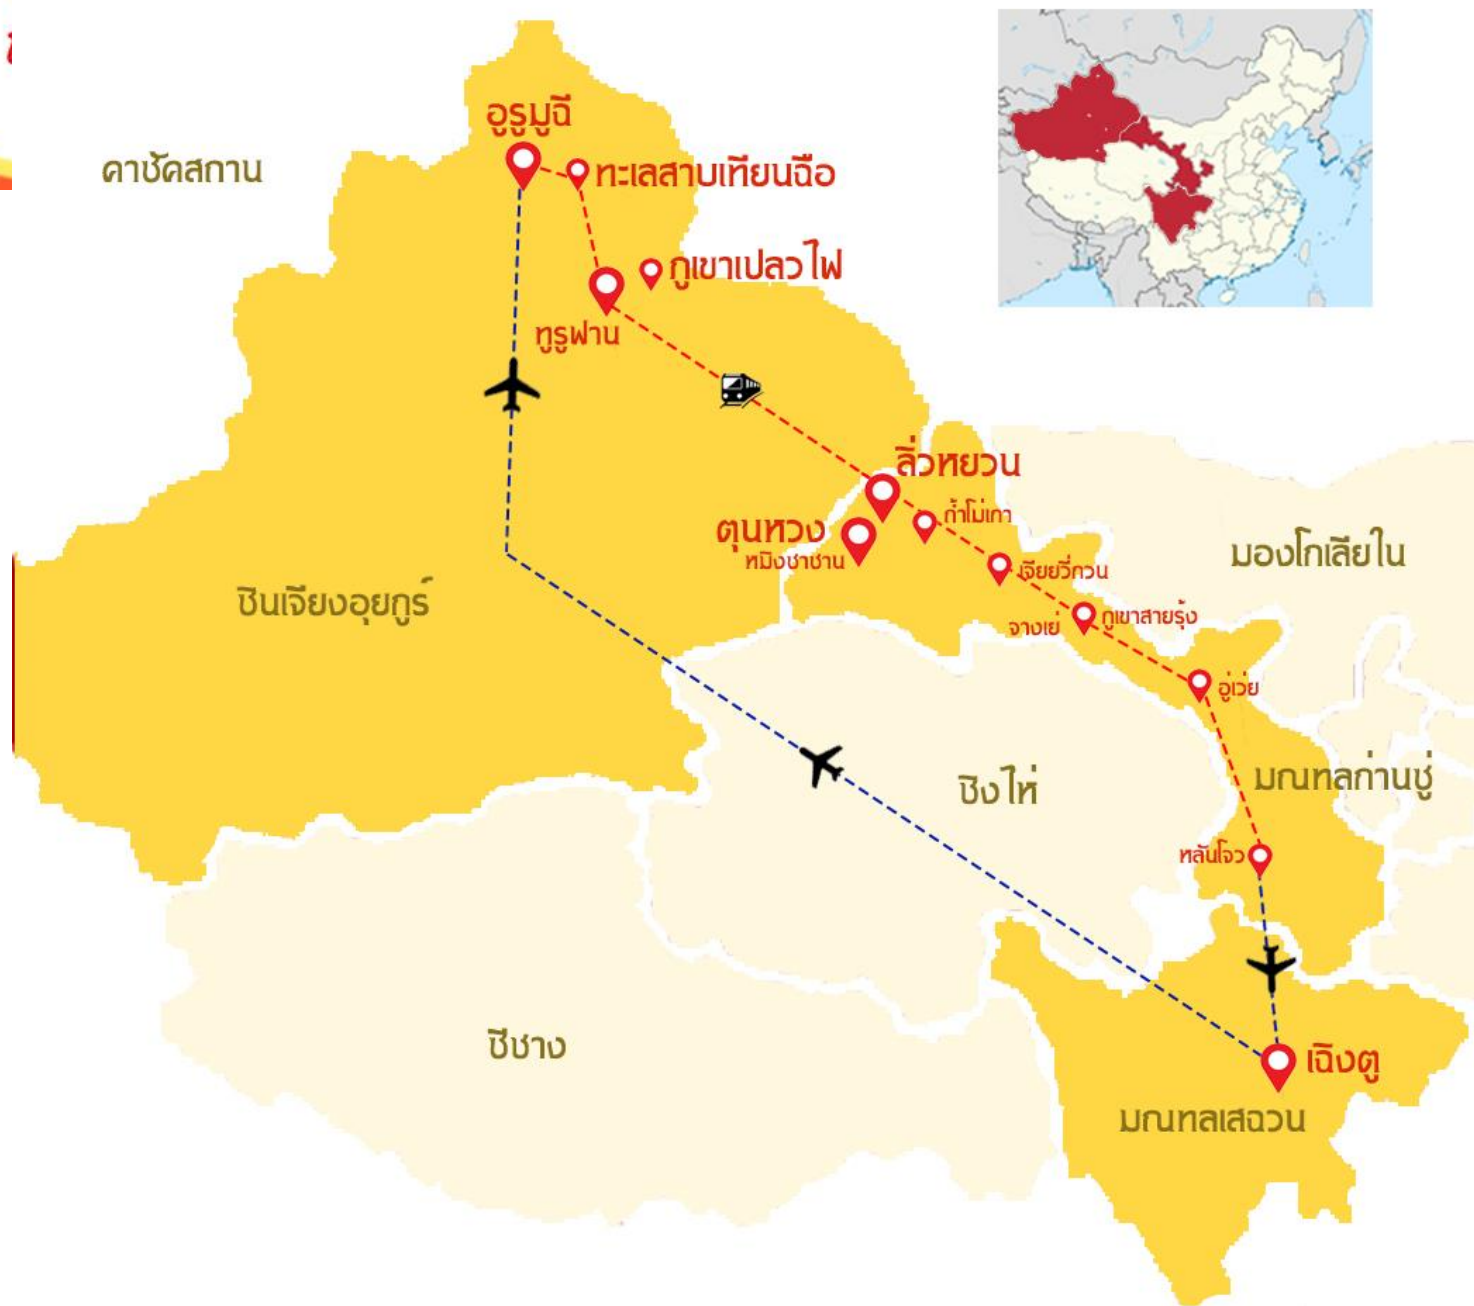 อูรูมูฉี
คาซัคสถาน
ทะเลสาบเทียนฉือ
ภูเขาเปลวไฟ
ทูรูฟาน
ลิ่วหยวน
ถ้ำโม่เกา
ตุนหวง
หมิงซาซาน
มองโกเลียใน
เจียยวี่กวน
ซินเจียงอุยกูร์
ภูเขาสายรุ้ง
จางเย่
อู่เว่ย
มณฑลก่านซู่
ชิงไห่
หลันโจว
ซีซาง
เฉิงตู
มณฑลเสฉวน